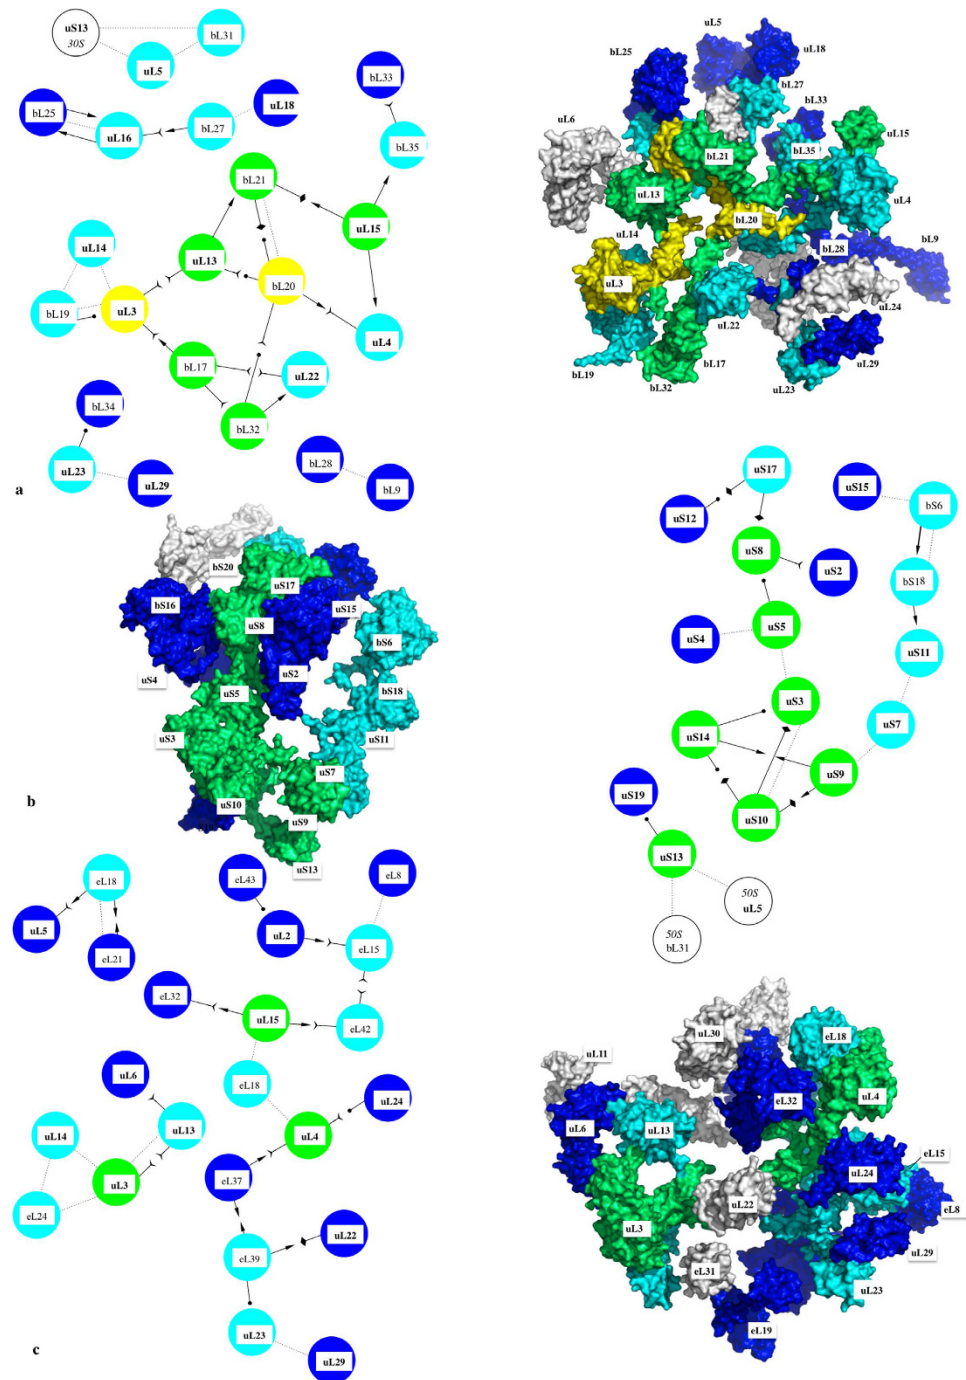 uS13
30S
bL31
uL5
bL25
uL16
bL27
uL18
bL33
bL35
bL21
uL15
uL14
uL13
bL20
bL19
uL3
uL4
bL17
uL22
bL32
bL34
uL23
uL29
bL28
bL9
a
uL5
bL25
uL18
bL27
bL33
uL6
uL15
bL35
bL21
uL13
uL4
bL20
uL14
bL28
bL9
uL3
uL24
uL22
bL19
bL17
uL29
bL32
uL23
bS20
uS17
bS16
uS15
uS8
bS6
uS4
uS2
uS5
bS18
uS3
uS11
uS7
uS10
uS9
uS13
b
uS17
uS15
bS6
uS12
uS8
uS2
bS18
uS4
uS5
uS11
uS3
uS7
uS14
uS9
uS19
uS10
uS13
50S
uL5
50S
bL31
eL18
eL43
eL8
uL5
uL2
eL21
eL15
eL32
uL15
eL42
uL6
eL18
uL24
uL14
uL13
uL4
uL3
eL37
eL24
uL22
eL39
uL23
uL29
c
uL30
eL18
uL11
eL32
uL4
uL6
uL13
eL15
uL24
eL8
uL22
uL3
uL29
eL31
uL23
eL19